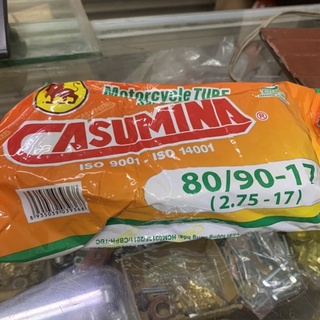 Motorcycle TUBE
CASUMINA
®
ISO 9001 - ISO 14001
80/90-17
(2.75 - 17)